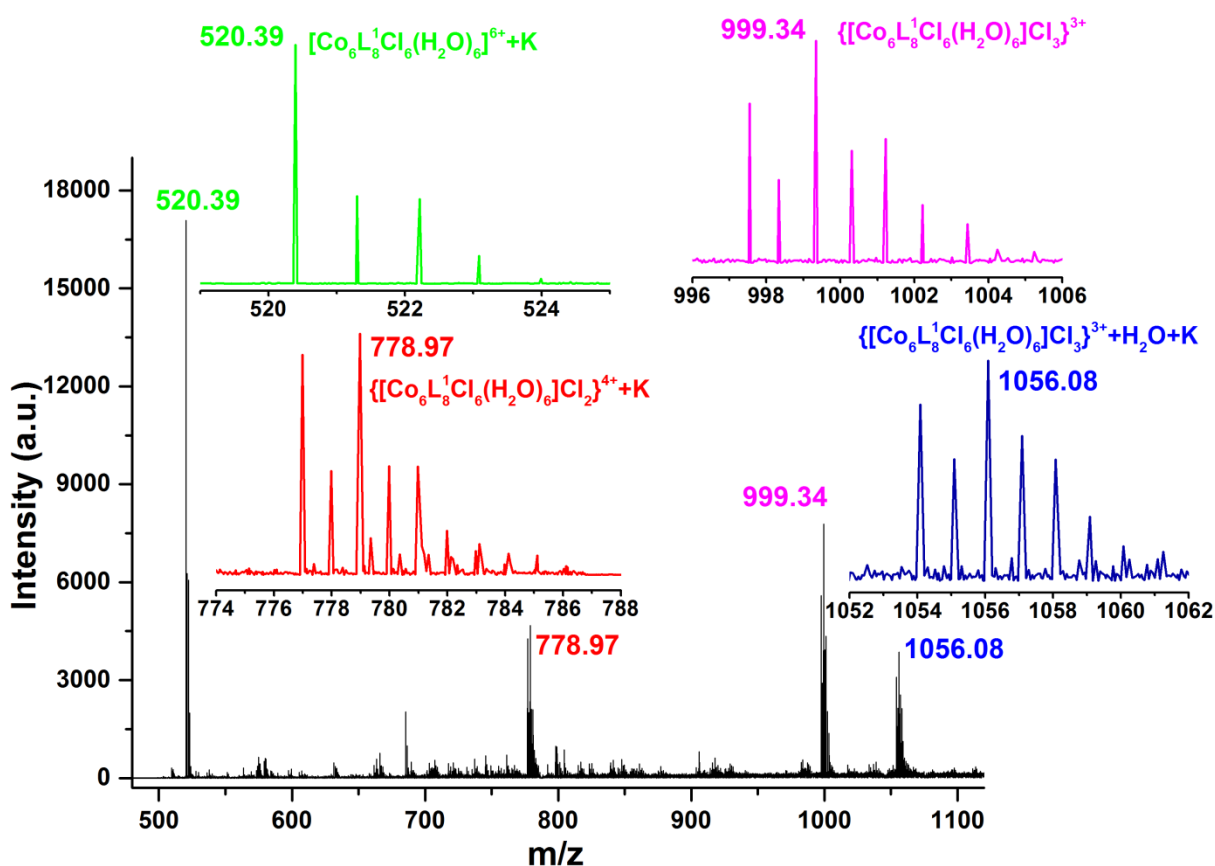 520.39
[Co₆L₈¹Cl₆(H₂O)₆]⁶⁺+K
520 522 524
999.34
{[Co₆L₈¹Cl₆(H₂O)₆]Cl₃}³⁺
996 998 1000 1002 1004 1006
778.97
{[Co₆L₈¹Cl₆(H₂O)₆]Cl₂}⁴⁺+K
774 776 778 780 782 784 786 788
{[Co₆L₈¹Cl₆(H₂O)₆]Cl₃}³⁺+H₂O+K
1056.08
1052 1054 1056 1058 1060 1062
520.39
778.97
999.34
1056.08
Intensity (a.u.)
18000
15000
12000
9000
6000
3000
0
500 600 700 800 900 1000 1100
m/z